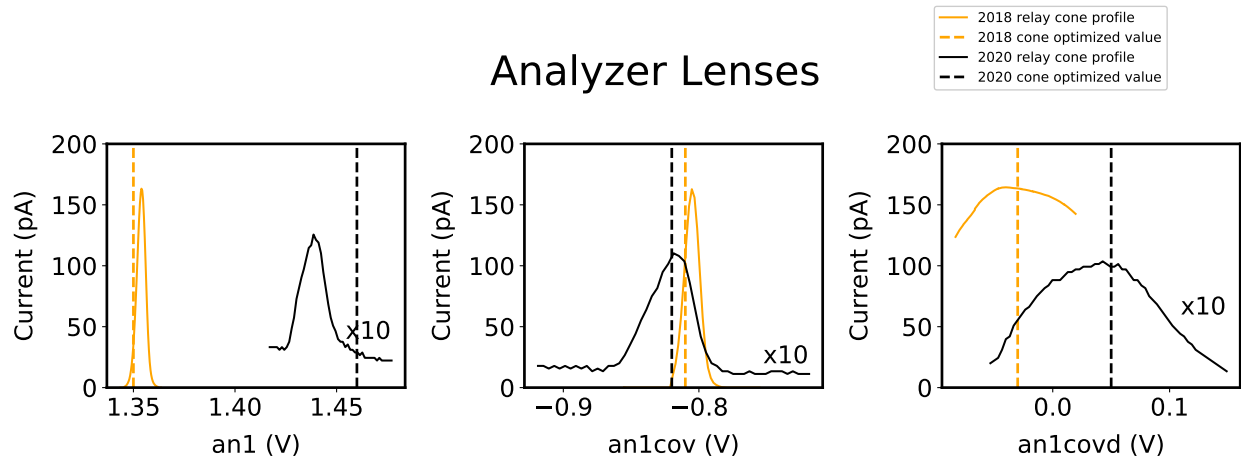 2018 relay cone profile
2018 cone optimized value
2020 relay cone profile
2020 cone optimized value
Analyzer Lenses
200
150
100
50
0
Current (pA)
x10
1.35 1.40 1.45
an1 (V)
200
150
100
50
0
Current (pA)
x10
−0.9 −0.8
an1cov (V)
200
150
100
50
0
Current (pA)
x10
0.0 0.1
an1covd (V)